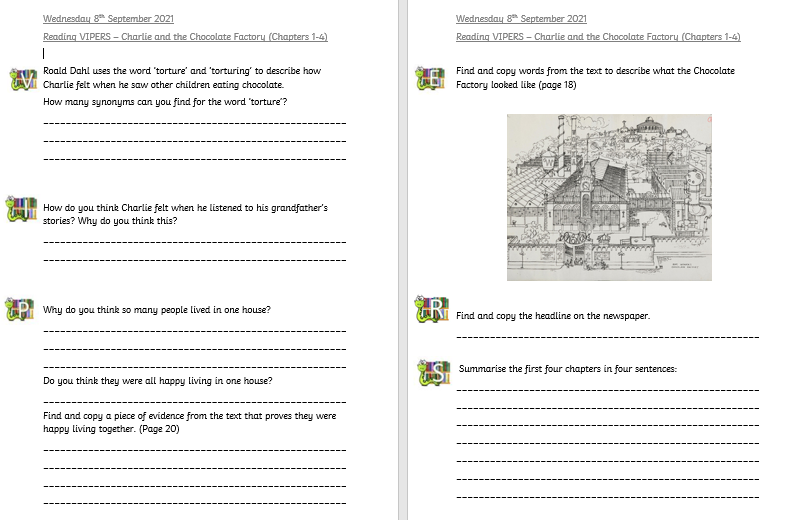 Wednesday 8th September 2021
Reading VIPERS – Charlie and the Chocolate Factory (Chapters 1-4)
V
Roald Dahl uses the word ‘torture’ and ‘torturing’ to describe how
Charlie felt when he saw other children eating chocolate.
How many synonyms can you find for the word ‘torture’?
I
How do you think Charlie felt when he listened to his grandfather’s
stories? Why do you think this?
P
Why do you think so many people lived in one house?
Do you think they were all happy living in one house?
Find and copy a piece of evidence from the text that proves they were
happy living together. (Page 20)
Wednesday 8th September 2021
Reading VIPERS – Charlie and the Chocolate Factory (Chapters 1-4)
E
Find and copy words from the text to describe what the Chocolate
Factory looked like (page 18)
W
R
Find and copy the headline on the newspaper.
S
Summarise the first four chapters in four sentences: